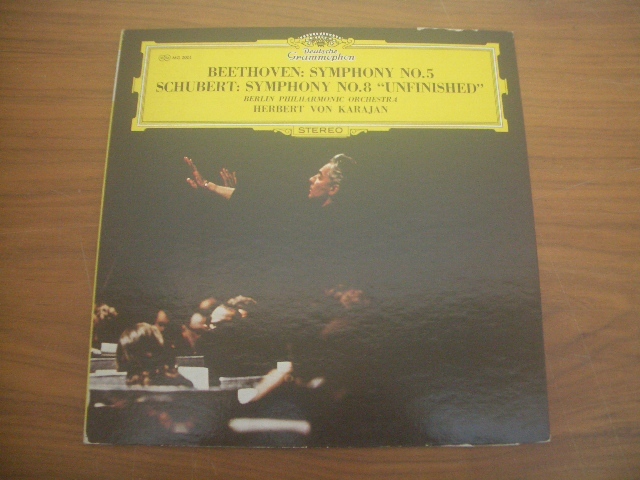 Deutsche
Grammophon
BEETHOVEN: SYMPHONY NO.5
SCHUBERT: SYMPHONY NO.8 "UNFINISHED"
BERLIN PHILHARMONIC ORCHESTRA
HERBERT VON KARAJAN
STEREO